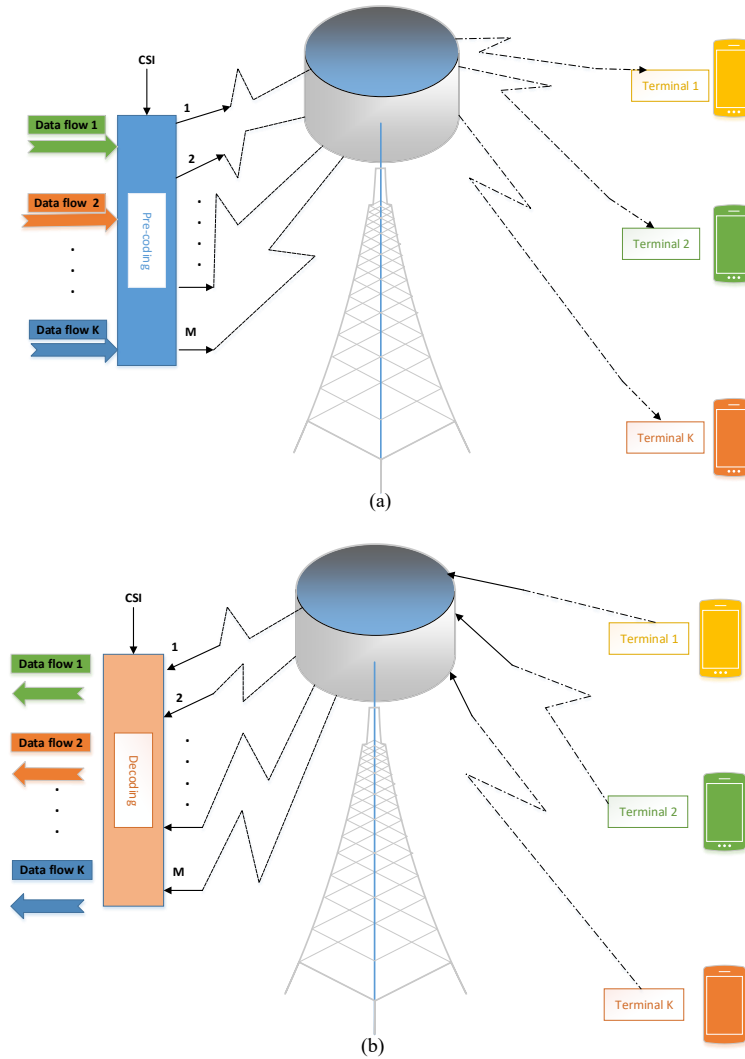 CSI
1
Data flow 1
Terminal 1
2
Data flow 2
Pre-coding
Terminal 2
Data flow K
M
Terminal K
(a)
CSI
1
Terminal 1
Data flow 1
2
Data flow 2
Decoding
Terminal 2
Data flow K
M
Terminal K
(b)